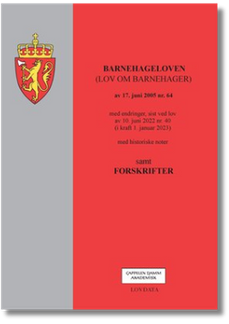 BARNEHAGELOVEN
(LOV OM BARNEHAGER)
av 17. juni 2005 nr. 64
med endringer, sist ved lov
av 10. juni 2022 nr. 40
(i kraft 1. januar 2023)
med historiske noter
samt
FORSKRIFTER
CAPPELEN DAMM
AKADEMISK
LOVDATA